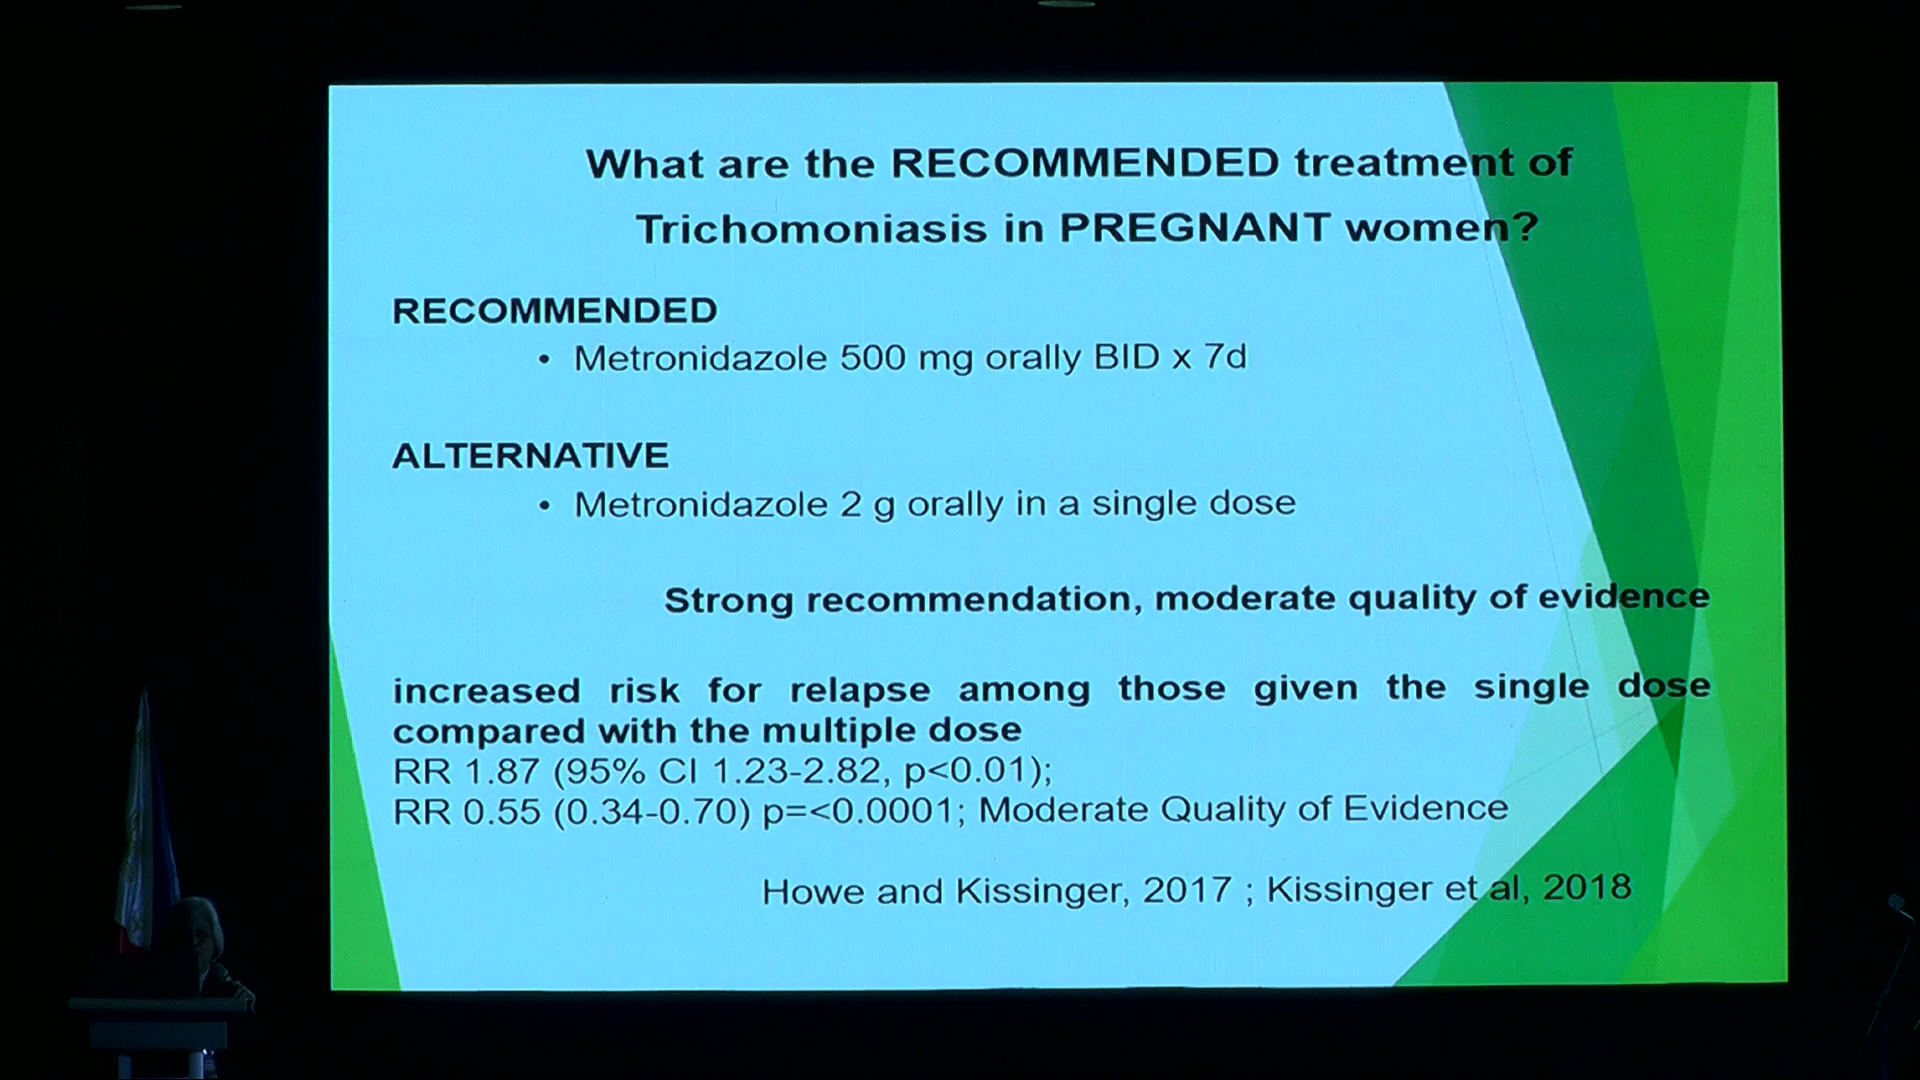 What are the RECOMMENDED treatment of
Trichomoniasis in PREGNANT women?
RECOMMENDED
• Metronidazole 500 mg orally BID x 7d
ALTERNATIVE
• Metronidazole 2 g orally in a single dose
Strong recommendation, moderate quality of evidence
increased risk for relapse among those given the single dose
compared with the multiple dose
RR 1.87 (95% CI 1.23-2.82, p<0.01);
RR 0.55 (0.34-0.70) p=<0.0001; Moderate Quality of Evidence
Howe and Kissinger, 2017 ; Kissinger et al, 2018